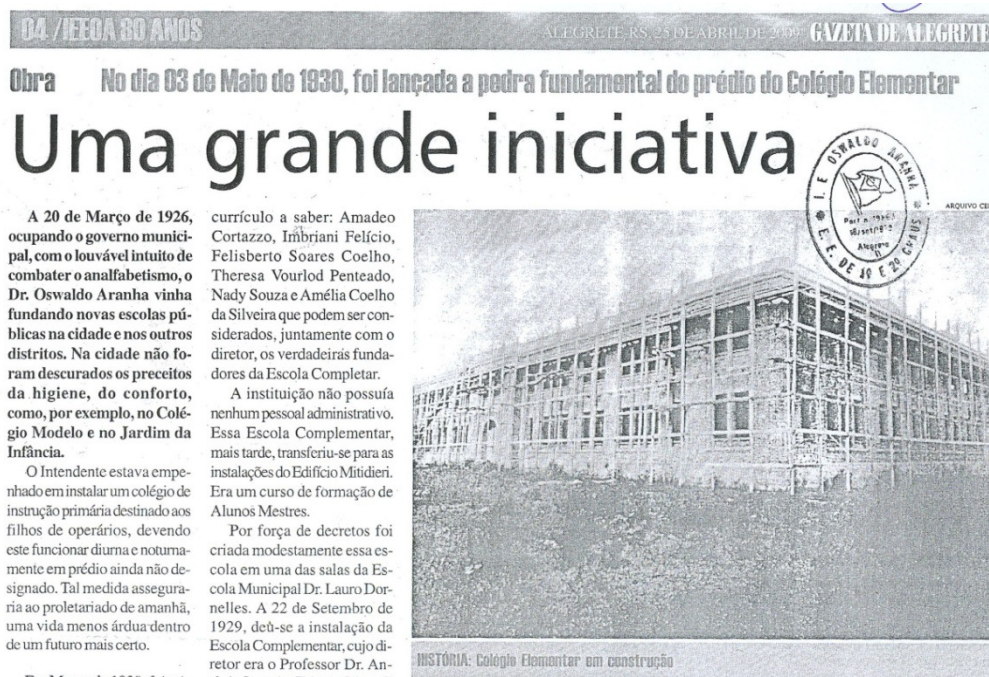 04 /IEEOA 80 ANOS
ALEGRETE, RS, 25 DE ABRIL DE 2009 GAZETA DE ALEGRETE
Obra No dia 03 de Maio de 1930, foi lançada a pedra fundamental do prédio do Colégio Elementar
Uma grande iniciativa
A 20 de Março de 1926,
ocupando o governo munici-
pal, com o louvável intuito de
combater o analfabetismo, o
Dr. Oswaldo Aranha vinha
fundando novas escolas pú-
blicas na cidade e nos outros
distritos. Na cidade não fo-
ram descurados os preceitos
da higiene, do conforto,
como, por exemplo, no Colé-
gio Modelo e no Jardim da
Infância.
O Intendente estava empe-
nhado em instalar um colégio de
instrução primária destinado aos
filhos de operários, devendo
este funcionar diurna e noturna-
mente em prédio ainda não de-
signado. Tal medida assegura-
ria ao proletariado de amanhã,
uma vida menos árdua dentro
de um futuro mais certo.
currículo a saber: Amadeo
Cortazzo, Imbriani Felício,
Felisberto Soares Coelho,
Theresa Vourlod Penteado,
Nady Souza e Amélia Coelho
da Silveira que podem ser con-
siderados, juntamente com o
diretor, os verdadeiras funda-
dores da Escola Completar.
A instituição não possuía
nenhum pessoal administrativo.
Essa Escola Complementar,
mais tarde, transferiu-se para as
instalações do Edifício Mitidieri.
Era um curso de formação de
Alunos Mestres.
Por força de decretos foi
criada modestamente essa es-
cola em uma das salas da Es-
cola Municipal Dr. Lauro Dor-
nelles. A 22 de Setembro de
1929, deu-se a instalação da
Escola Complementar, cujo di-
retor era o Professor Dr. An-
I. E OSWALDO ARANHA
Alegrete
E. E. DE 1º E 2º GRAUS
ARQUIVO
HISTÓRIA: Colégio Elementar em construção